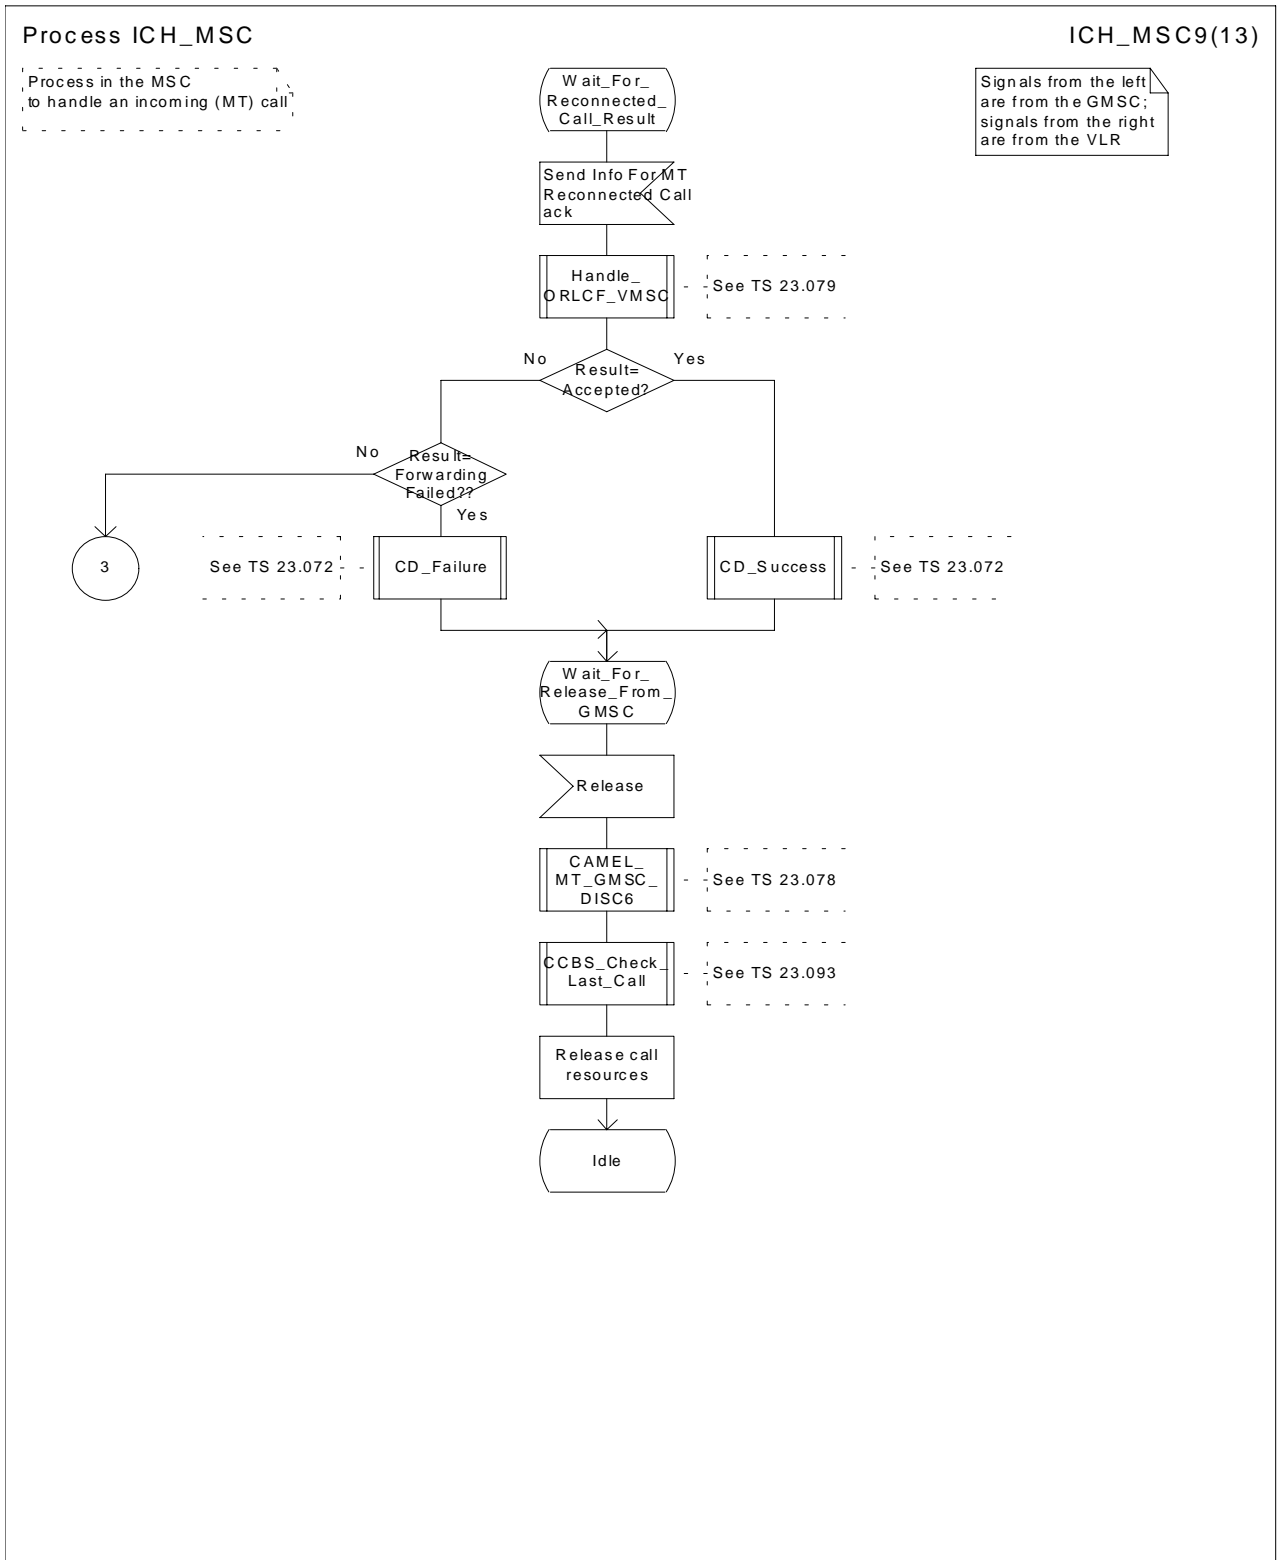 Process ICH_MSC
ICH_MSC9(13)
Process in the MSC
to handle an incoming (MT) call
Wait_For_
Reconnected_
Call_Result
Signals from the left
are from the GMSC;
signals from the right
are from the VLR
Send Info For MT
Reconnected Call
ack
Handle_
ORLCF_VMSC
See TS 23.079
No
Yes
Result=
Accepted?
No
Result=
Forwarding
Failed??
Yes
3
See TS 23.072
CD_Failure
CD_Success
See TS 23.072
Wait_For_
Release_From_
GMSC
Release
CAMEL_
MT_GMSC_
DISC6
See TS 23.078
CCBS_Check_
Last_Call
See TS 23.093
Release call
resources
Idle